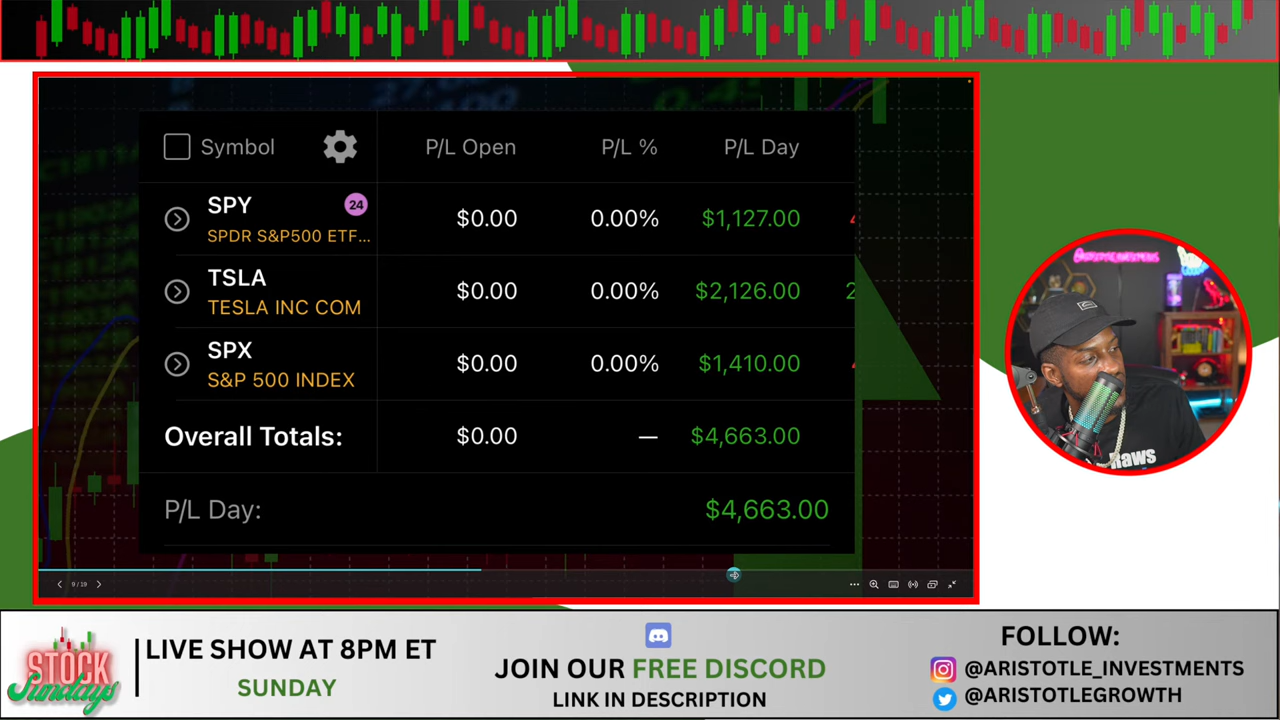 Symbol P/L Open P/L % P/L Day
SPY 24 $0.00 0.00% $1,127.00
SPDR S&P500 ETF...
TSLA $0.00 0.00% $2,126.00
TESLA INC COM
SPX $0.00 0.00% $1,410.00
S&P 500 INDEX
Overall Totals: $0.00 — $4,663.00
P/L Day: $4,663.00
9 / 19
Raws
STOCK
Sundays
LIVE SHOW AT 8PM ET
SUNDAY
JOIN OUR FREE DISCORD
LINK IN DESCRIPTION
FOLLOW:
@ARISTOTLE_INVESTMENTS
@ARISTOTLEGROWTH